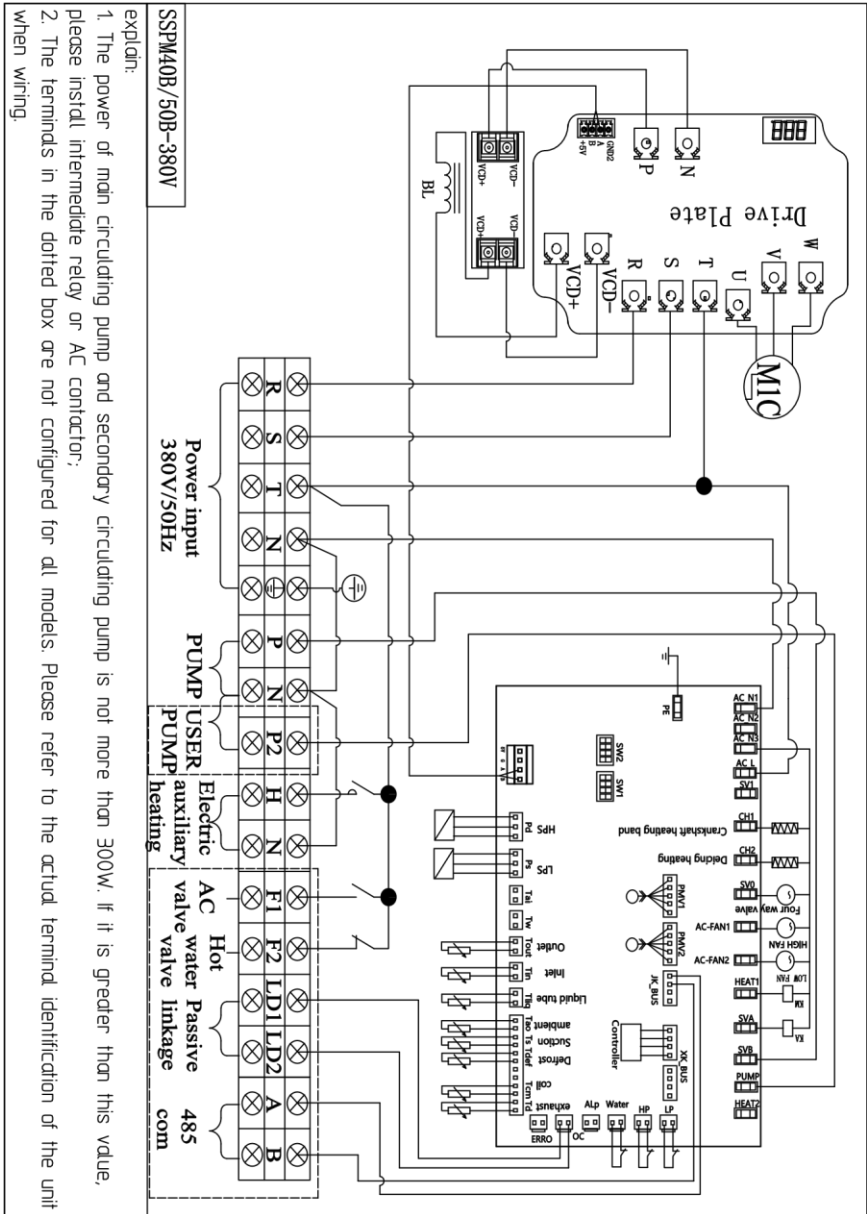 SSPM40B/50B-380V
explain:
1. The power of main circulating pump and secondary circulating pump is not more than 300W. If it is greater than this value,
please install intermediate relay or AC contactor;
2. The terminals in the dotted box are not configured for all models. Please refer to the actual terminal identification of the unit
when wiring.
Drive Plate
GND2
A
B
+5V
N
P
W
V
U
T
S
R
VCD-
VCD+
M1C
VCD-
VCD+
VCD-
VCD+
BL
R
S
T
N
P
N
P2
H
N
F1
F2
LD1
LD2
A
B
Power input
380V/50Hz
PUMP
USER
PUMP
Electric
auxiliary
heating
AC
valve
Hot
water
valve
Passive
linkage
485
com
AC N1
AC N2
AC N3
AC L
SV1
CH1
Crankshaft heating band
CH2
Deicing heating
SV0
Four way valve
AC-FAN1
HIGH FAN
AC-FAN2
LOW FAN
HEAT1
KM
SVA
KA
SVB
PUMP
HEAT2
PE
SW2
SW1
PMV1
PMV2
JK_BUS
XK_BUS
Controller
Pd
HPS
Ps
LPS
Tai
Tw
Tout
Outlet
Tin
Inlet
Tliq
Liquid tube
Tao
ambient
Ts
Suction
Tdef
Defrost
Tcm
coil
Td
exhaust
ERRO
OC
ALp
Water
HP
LP